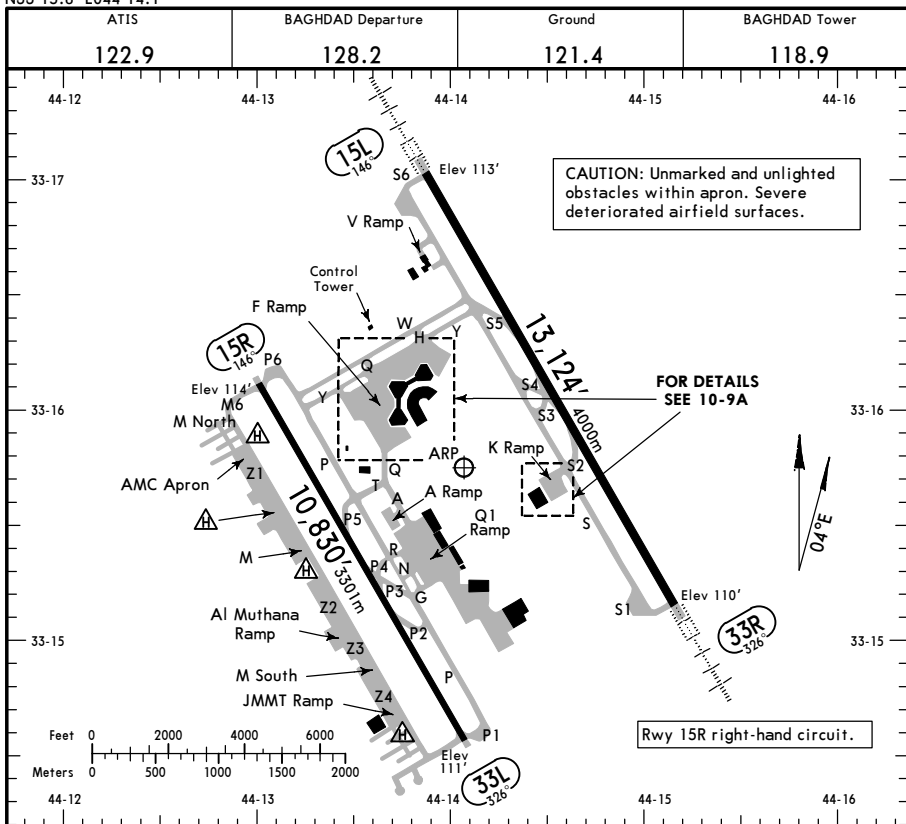 ATIS
122.9
BAGHDAD Departure
128.2
Ground
121.4
BAGHDAD Tower
118.9
44-12
44-13
44-14
44-15
44-16
33-17
15L
146°
S6
Elev 113'
CAUTION: Unmarked and unlighted
obstacles within apron. Severe
deteriorated airfield surfaces.
V Ramp
Control
Tower
F Ramp
W
H
Y
S5
13,124'
4000m
15R
146°
P6
Q
Y
Elev 114'
M6
M North
H
33-16
S4
S3
FOR DETAILS
SEE 10-9A
AMC Apron
Z1
P
Q
ARP
K Ramp
S2
T
A
A Ramp
H
10,830'
3301m
P5
Q1
Ramp
S
04°E
M
H
R
P4
N
P3
G
Z2
Al Muthana
Ramp
P2
S1
Elev 110'
33R
326°
33-15
Z3
M South
P
Z4
JMMT Ramp
H
P1
Elev
111'
33L
326°
Rwy 15R right-hand circuit.
Feet 0 2000 4000 6000
Meters 0 500 1000 1500 2000
44-12
44-13
44-14
44-15
44-16